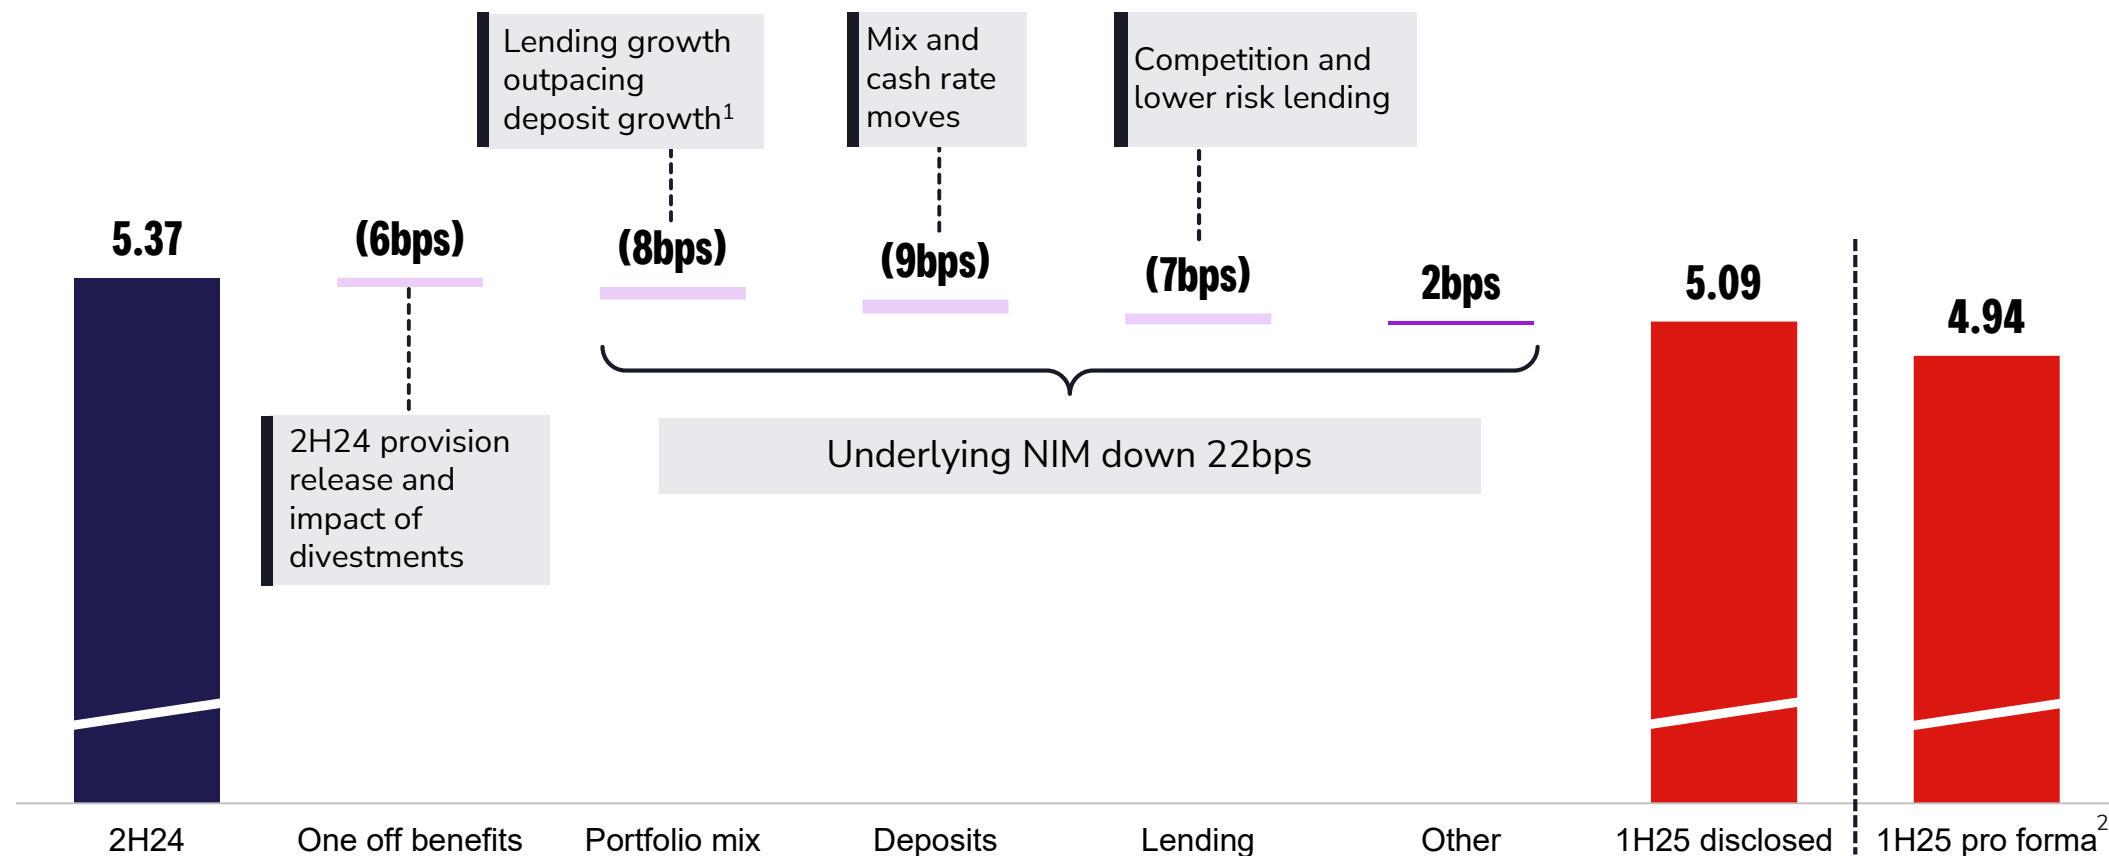 Lending growth
outpacing
deposit growth1
Mix and
cash rate
moves
Competition and
lower risk lending
5.37
(6bps)
(8bps)
(9bps)
(7bps)
2bps
5.09
4.94
2H24 provision
release and
impact of
divestments
Underlying NIM down 22bps
2H24
One off benefits
Portfolio mix
Deposits
Lending
Other
1H25 disclosed
1H25 pro forma2